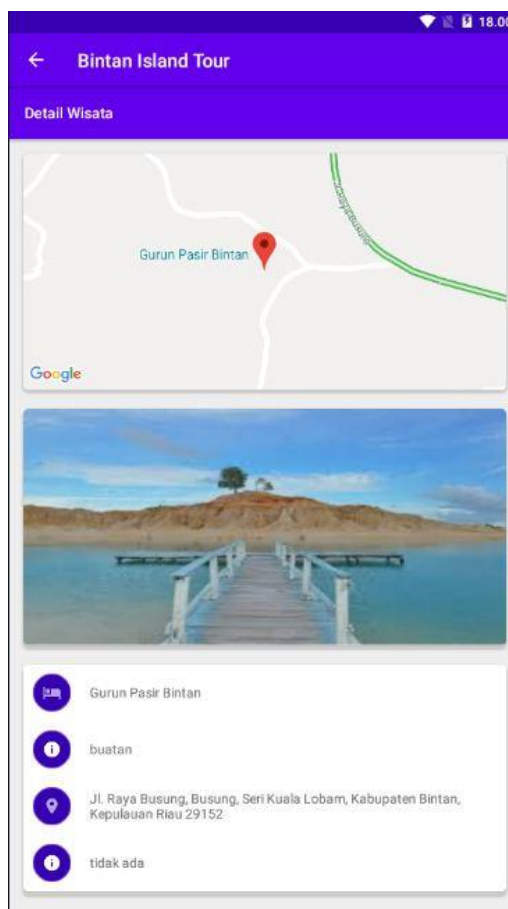 18.00
Bintan Island Tour
Detail Wisata
Gurun Pasir Bintan
Google
Gurun Pasir Bintan
buatan
Jl. Raya Busung, Busung, Seri Kuala Lobam, Kabupaten Bintan,
Kepulauan Riau 29152
tidak ada